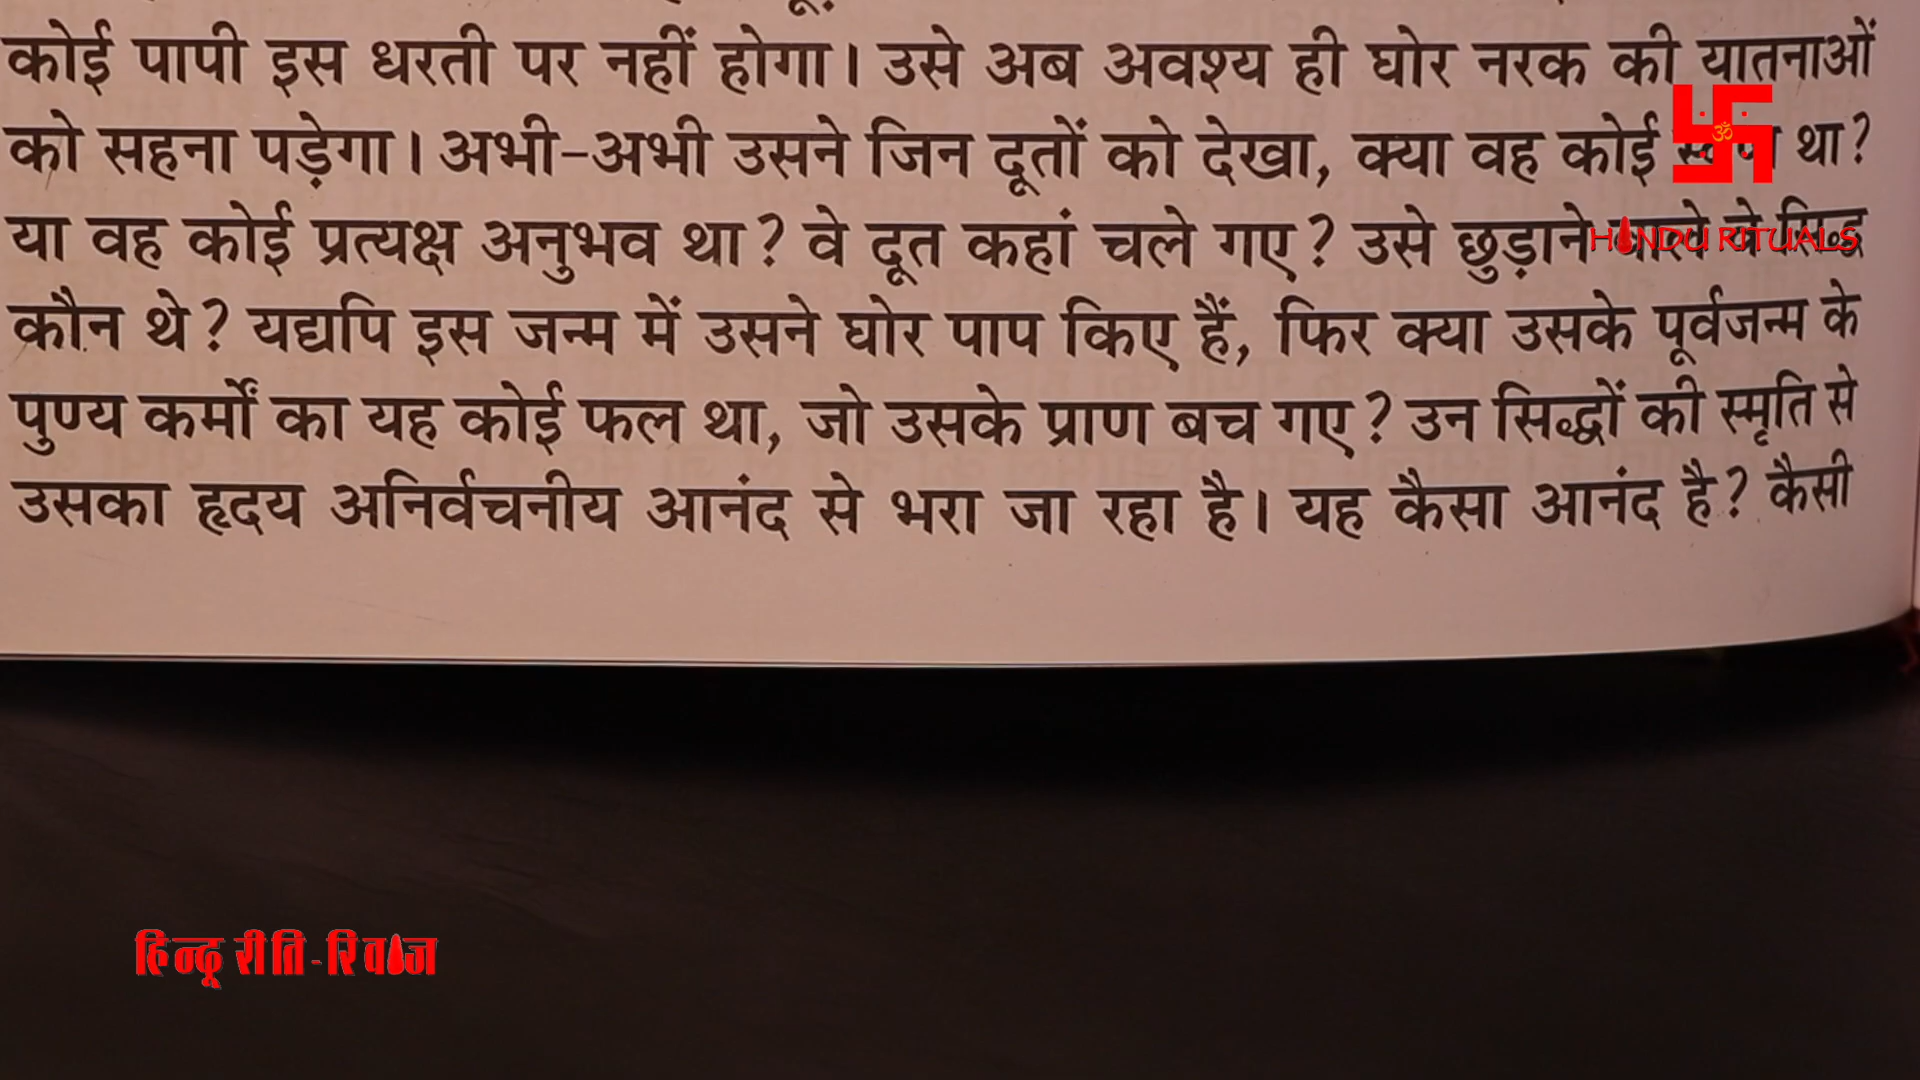 कोई पापी इस धरती पर नहीं होगा। उसे अब अवश्य ही घोर नरक की यातनाओं
को सहना पड़ेगा। अभी-अभी उसने जिन दूतों को देखा, क्या वह कोई था?
या वह कोई प्रत्यक्ष अनुभव था? वे दूत कहां चले गए? उसे छुड़ाने वाले वे सिद्ध
HINDU RITUALS
कौन थे? यद्यपि इस जन्म में उसने घोर पाप किए हैं, फिर क्या उसके पूर्वजन्म के
पुण्य कर्मों का यह कोई फल था, जो उसके प्राण बच गए? उन सिद्धों की स्मृति से
उसका हृदय अनिर्वचनीय आनंद से भरा जा रहा है। यह कैसा आनंद है? कैसी
हिन्दू रीति-रिवाज